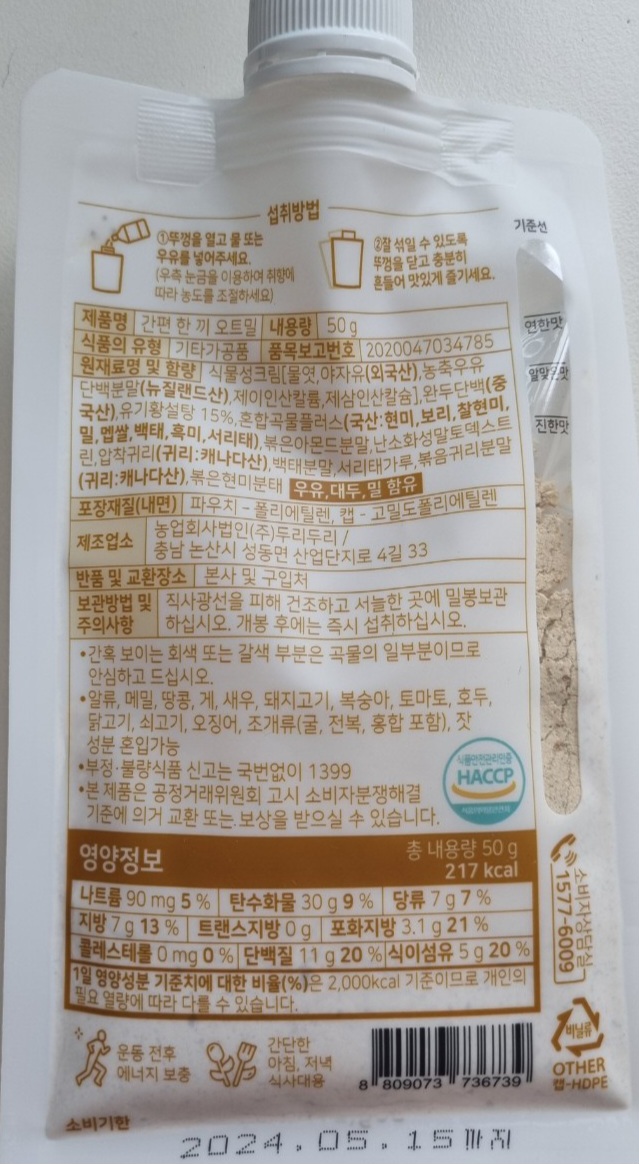 섭취방법
①뚜껑을 열고 물 또는
우유를 넣어주세요.
(우측 눈금을 이용하여 취향에
따라 농도를 조절하세요)
②잘 섞일 수 있도록
뚜껑을 닫고 충분히
흔들어 맛있게 즐기세요.
기준선
연한맛
알맞은맛
진한맛
제품명 간편 한 끼 오트밀 내용량 50 g
식품의 유형 기타가공품 품목보고번호 2020047034785
원재료명 및 함량 식물성크림[물엿,야자유(외국산),농축우유
단백분말(뉴질랜드산),제이인산칼륨,제삼인산칼슘],완두단백(중
국산),유기황설탕 15%,혼합곡물플러스(국산:현미,보리,찰현미,
밀,멥쌀,백태,흑미,서리태),볶은아몬드분말,난소화성말토덱스트
린,압착귀리(귀리:캐나다산),백태분말,서리태가루,볶음귀리분말
(귀리:캐나다산),볶은현미분태 우유,대두,밀 함유
포장재질(내면) 파우치 - 폴리에틸렌, 캡 - 고밀도폴리에틸렌
제조업소 농업회사법인(주)두리두리 /
충남 논산시 성동면 산업단지로 4길 33
반품 및 교환장소 본사 및 구입처
보관방법 및 직사광선을 피해 건조하고 서늘한 곳에 밀봉보관
주의사항 하십시오. 개봉 후에는 즉시 섭취하십시오.
•간혹 보이는 회색 또는 갈색 부분은 곡물의 일부분이므로
안심하고 드십시오.
•알류, 메밀, 땅콩, 게, 새우, 돼지고기, 복숭아, 토마토, 호두,
닭고기, 쇠고기, 오징어, 조개류(굴, 전복, 홍합 포함), 잣
성분 혼입가능
•부정·불량식품 신고는 국번없이 1399
•본 제품은 공정거래위원회 고시 소비자분쟁해결
기준에 의거 교환 또는 보상을 받으실 수 있습니다.
식품안전관리인증
HACCP
영양정보
총 내용량 50 g
217 kcal
나트륨 90 mg 5 % 탄수화물 30 g 9 % 당류 7 g 7 %
지방 7 g 13 % 트랜스지방 0 g 포화지방 3.1 g 21 %
콜레스테롤 0 mg 0 % 단백질 11 g 20 % 식이섬유 5 g 20 %
1일 영양성분 기준치에 대한 비율(%)은 2,000kcal 기준이므로 개인의
필요 열량에 따라 다를 수 있습니다.
소비자상담실
1577-6009
운동 전후
에너지 보충
간단한
아침, 저녁
식사대용
8 809073 736739
비닐류
OTHER
캡-HDPE
소비기한
2024.05.15까지